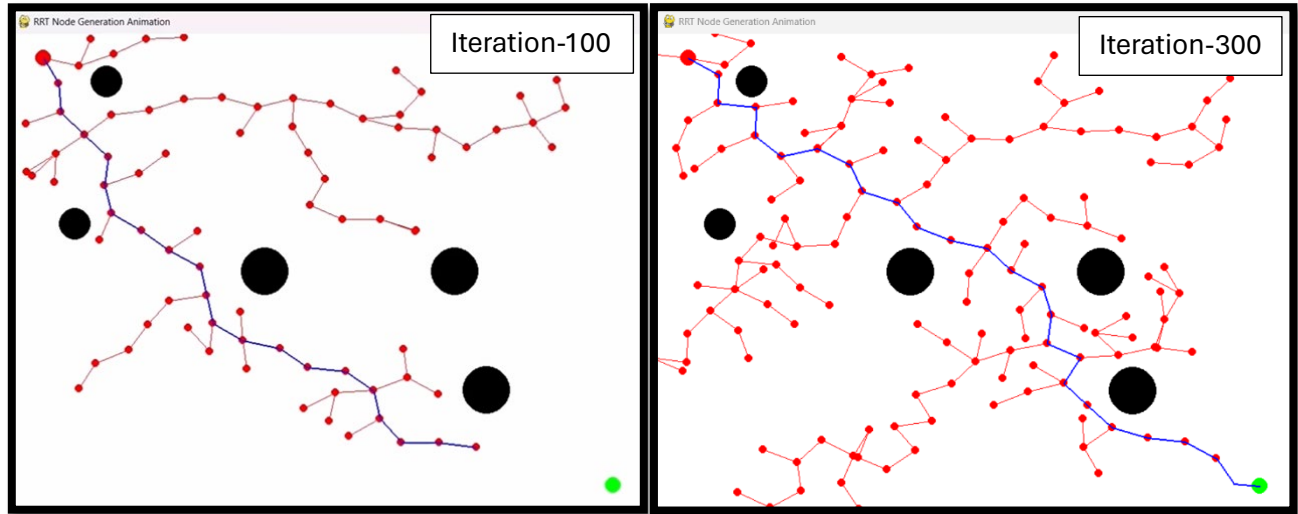 RRT Node Generation Animation
Iteration-100
RRT Node Generation Animation
Iteration-300